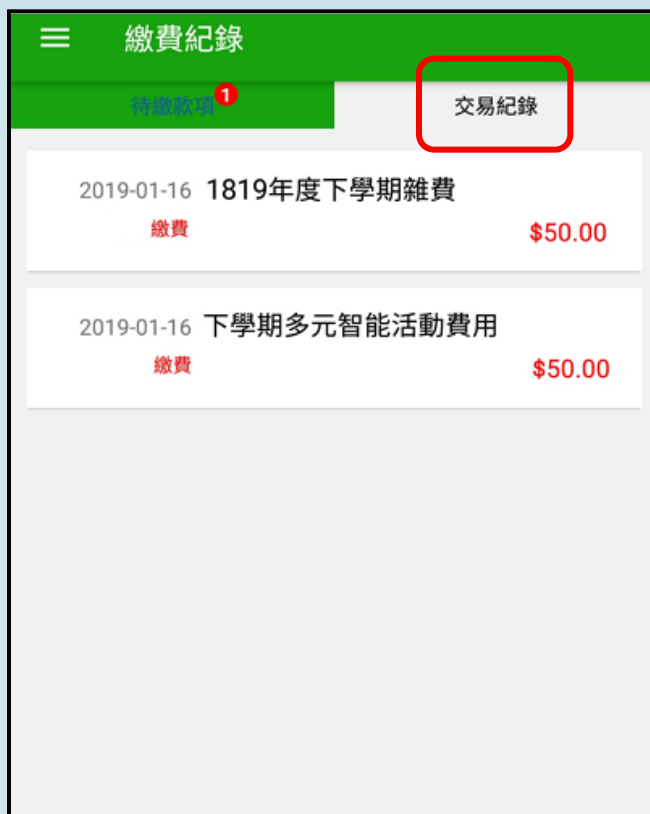 繳費紀錄
待繳款項 1
交易紀錄
2019-01-16 1819年度下學期雜費
繳費 $50.00
2019-01-16 下學期多元智能活動費用
繳費 $50.00